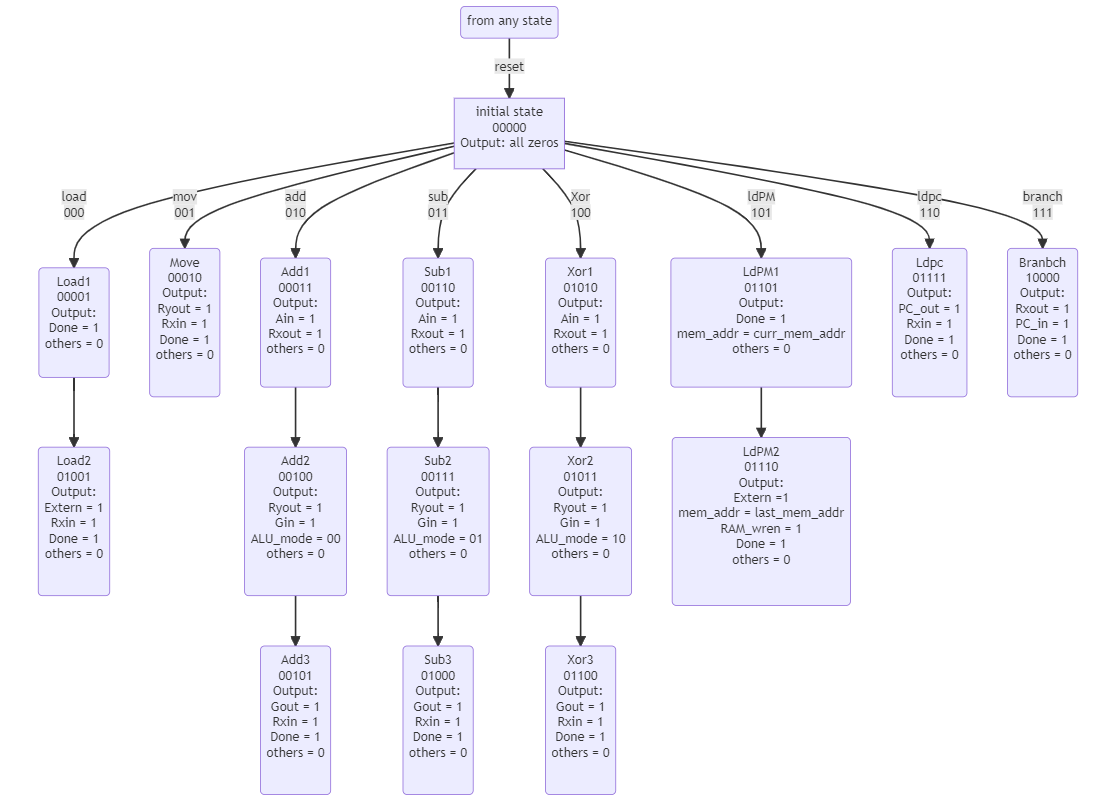 from any state
reset
initial state
00000
Output: all zeros
load
000
mov
001
add
010
sub
011
Xor
100
ldPM
101
ldpc
110
branch
111
Load1
00001
Output:
Done = 1
others = 0
Move
00010
Output:
Ryout = 1
Rxin = 1
Done = 1
others = 0
Add1
00011
Output:
Ain = 1
Rxout = 1
others = 0
Sub1
00110
Output:
Ain = 1
Rxout = 1
others = 0
Xor1
01010
Output:
Ain = 1
Rxout = 1
others = 0
LdPM1
01101
Output:
Done = 1
mem_addr = curr_mem_addr
others = 0
Ldpc
01111
Output:
PC_out = 1
Rxin = 1
Done = 1
others = 0
Branbch
10000
Output:
Rxout = 1
PC_in = 1
Done = 1
others = 0
Load2
01001
Output:
Extern = 1
Rxin = 1
Done = 1
others = 0
Add2
00100
Output:
Ryout = 1
Gin = 1
ALU_mode = 00
others = 0
Sub2
00111
Output:
Ryout = 1
Gin = 1
ALU_mode = 01
others = 0
Xor2
01011
Output:
Ryout = 1
Gin = 1
ALU_mode = 10
others = 0
LdPM2
01110
Output:
Extern =1
mem_addr = last_mem_addr
RAM_wren = 1
Done = 1
others = 0
Add3
00101
Output:
Gout = 1
Rxin = 1
Done = 1
others = 0
Sub3
01000
Output:
Gout = 1
Rxin = 1
Done = 1
others = 0
Xor3
01100
Output:
Gout = 1
Rxin = 1
Done = 1
others = 0